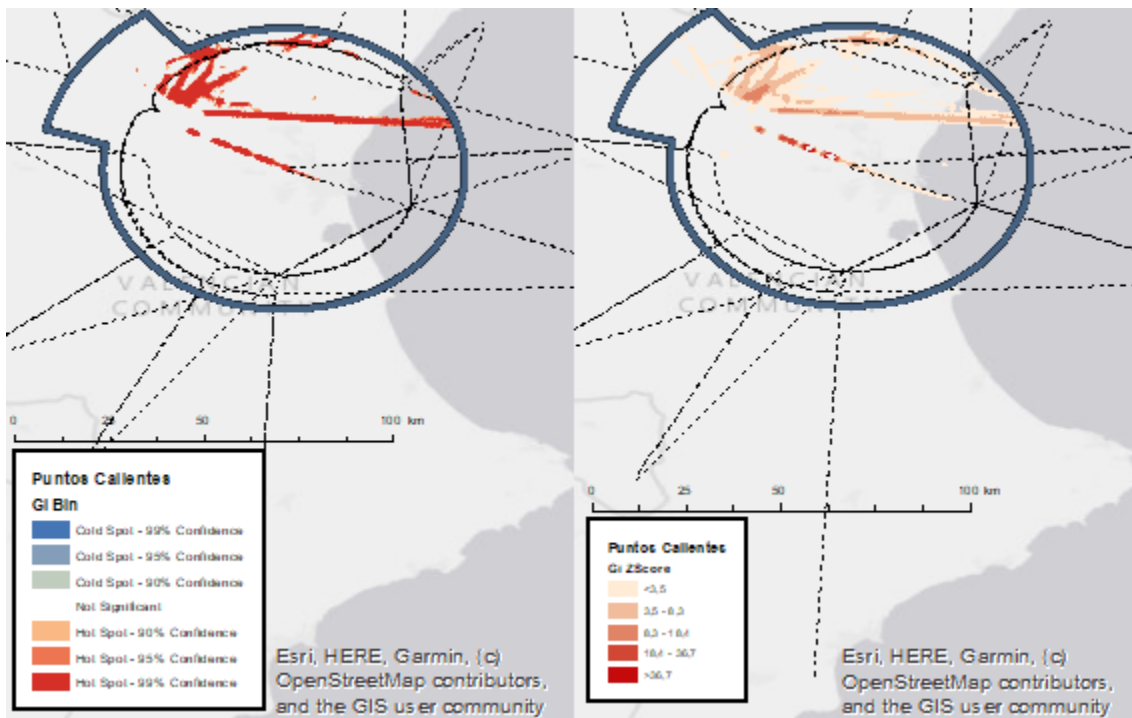 VALENCIAN
COMMUNITY
0 25 50 100 km
Puntos Calientes
Gi Bin
Cold Spot - 99% Confidence
Cold Spot - 95% Confidence
Cold Spot - 90% Confidence
Not Significant
Hot Spot - 90% Confidence
Hot Spot - 95% Confidence
Hot Spot - 99% Confidence
Esri, HERE, Garmin, (c)
OpenStreetMap contributors,
and the GIS user community
VALENCIAN
COMMUNITY
0 25 50 100 km
Puntos Calientes
Gi ZScore
<3,5
3,5 - 8,3
8,3 - 18,4
18,4 - 36,7
>36,7
Esri, HERE, Garmin, (c)
OpenStreetMap contributors,
and the GIS user community